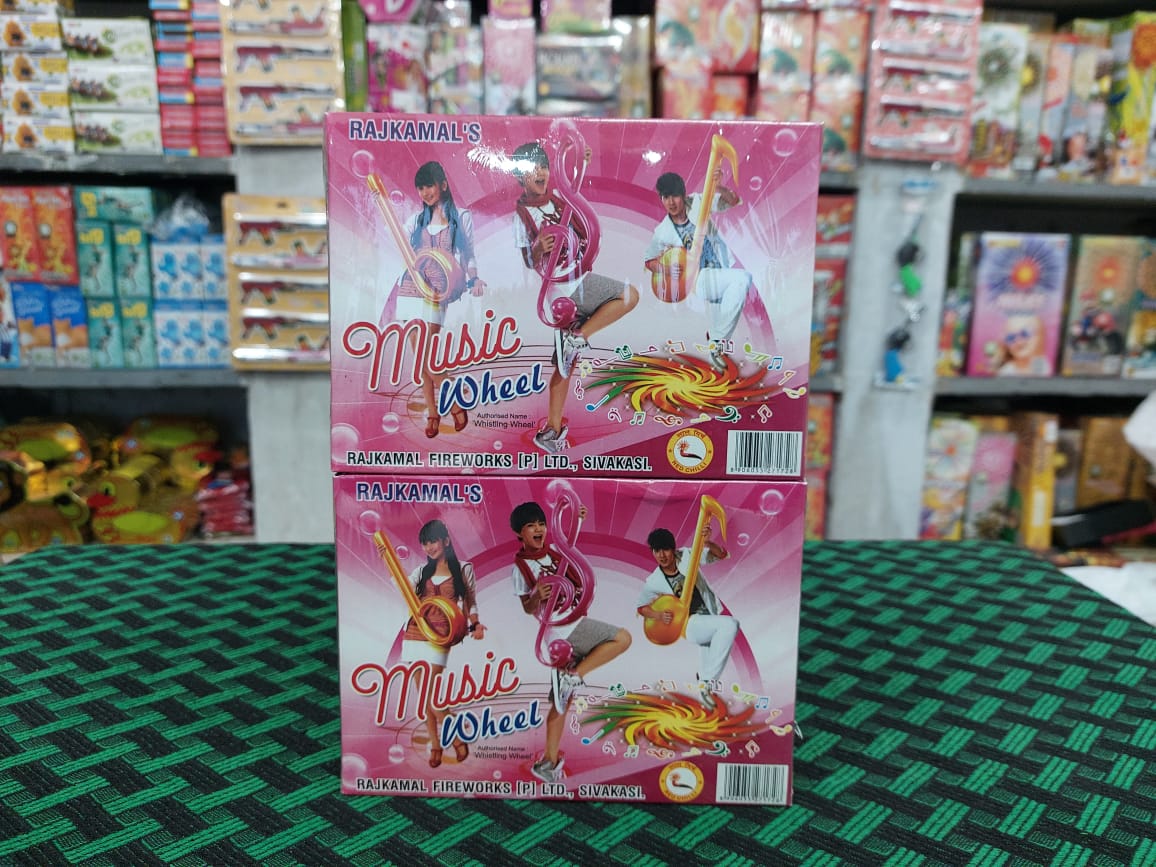 RAJKAMAL'S
Music
Wheel
Authorised Name :
'Whistling Wheel'
RED CHILLI
RAJKAMAL FIREWORKS [P] LTD., SIVAKASI.
RAJKAMAL'S
Music
Wheel
Authorised Name :
'Whistling Wheel'
RAJKAMAL FIREWORKS [P] LTD., SIVAKASI.